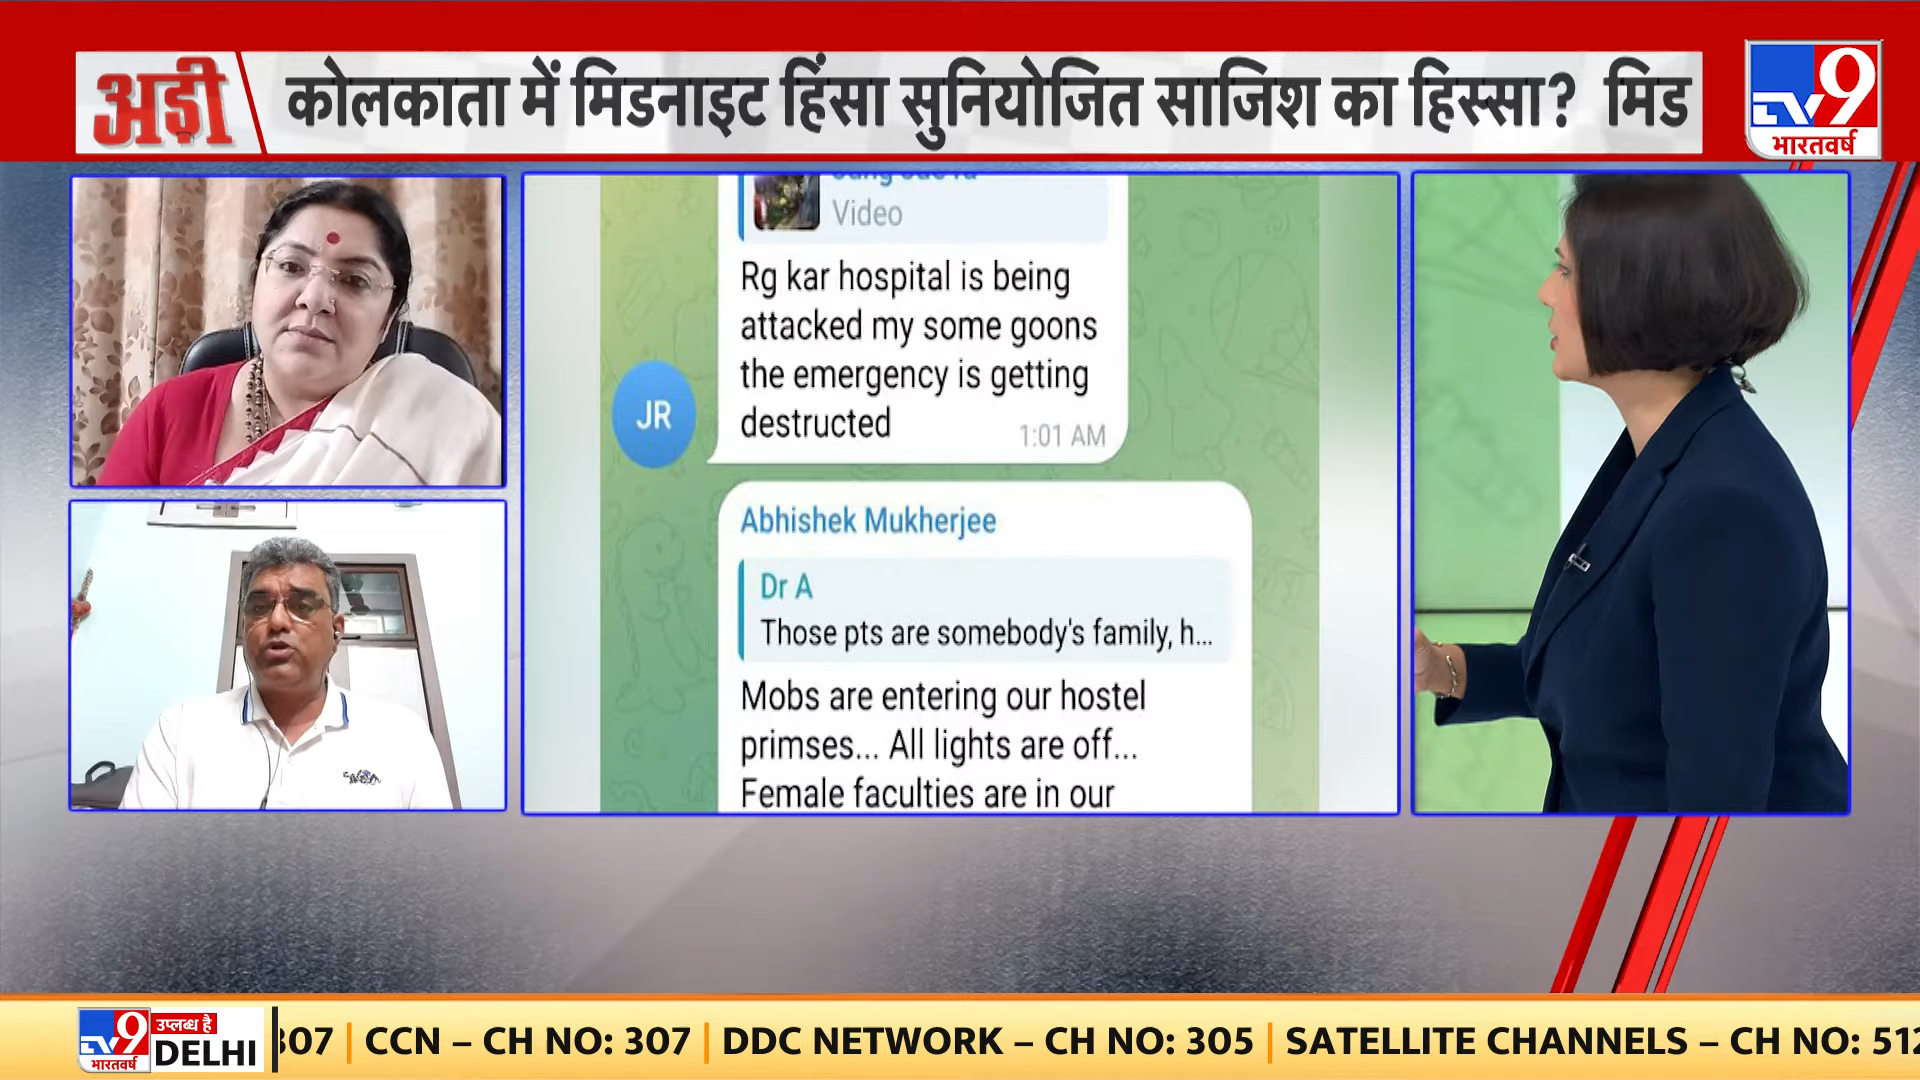 अड़ी
कोलकाता में मिडनाइट हिंसा सुनियोजित साजिश का हिस्सा? मिड
TV9
भारतवर्ष
Video
Rg kar hospital is being
attacked my some goons
the emergency is getting
destructed
1:01 AM
JR
Abhishek Mukherjee
Dr A
Those pts are somebody's family, h...
Mobs are entering our hostel
primses... All lights are off...
Female faculties are in our
TV9
भारतवर्ष
उप्लब्ध है
DELHI
307 | CCN – CH NO: 307 | DDC NETWORK – CH NO: 305 | SATELLITE CHANNELS – CH NO: 512